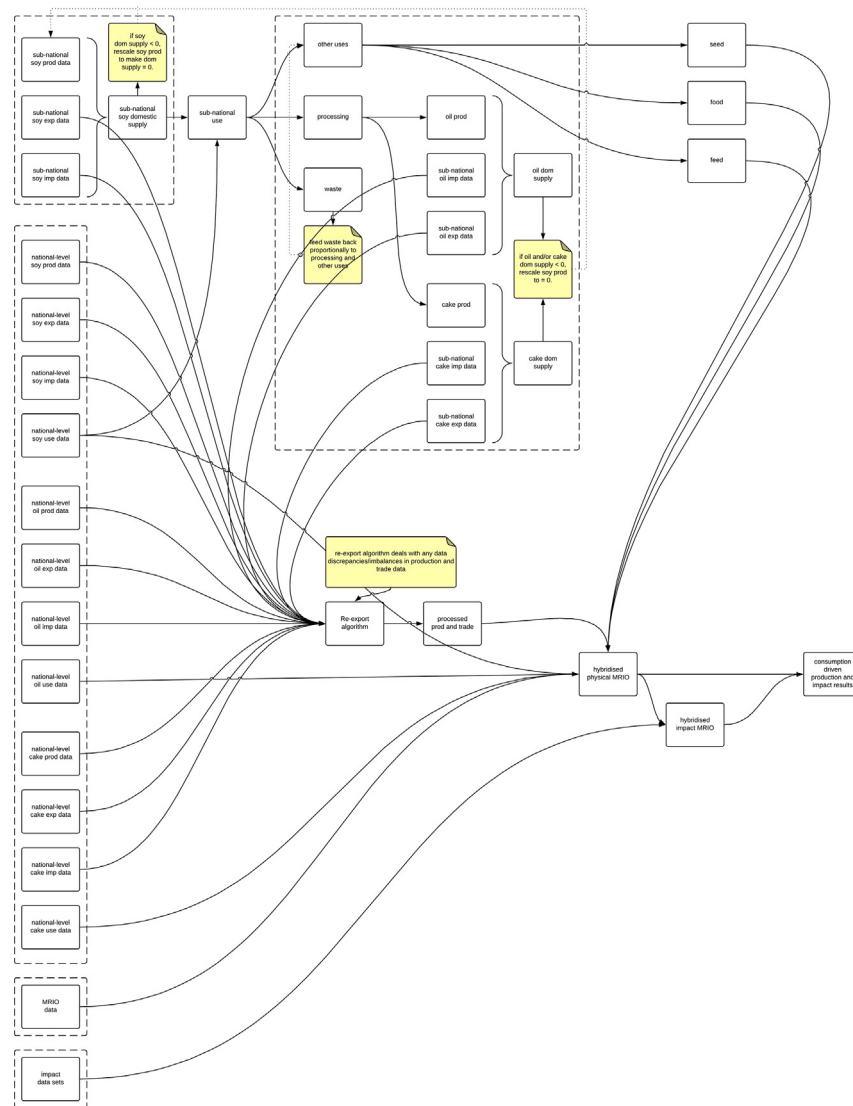 sub-national
soy prod data
if soy
dom supply < 0,
rescale soy prod
to make dom
supply = 0.
other uses
seed
sub-national
soy exp data
sub-national
soy domestic
supply
sub-national
use
processing
oil prod
food
sub-national
soy imp data
waste
sub-national
oil imp data
oil dom
supply
feed
national-level
soy prod data
feed waste back
proportionally to
processing and
other uses
sub-national
oil exp data
if oil and/or cake
dom supply < 0,
rescale soy prod
to = 0.
national-level
soy exp data
cake prod
national-level
soy imp data
sub-national
cake imp data
cake dom
supply
national-level
soy use data
sub-national
cake exp data
national-level
oil prod data
national-level
oil exp data
re-export algorithm deals with any data
discrepancies/imbalances in production and
trade data
national-level
oil imp data
Re-export
algorithm
processed
prod and trade
national-level
oil use data
hybridised
physical MRIO
consumption
driven
production and
impact results
national-level
cake prod data
hybridised
impact MRIO
national-level
cake exp data
national-level
cake imp data
national-level
cake use data
MRIO
data
impact
data sets